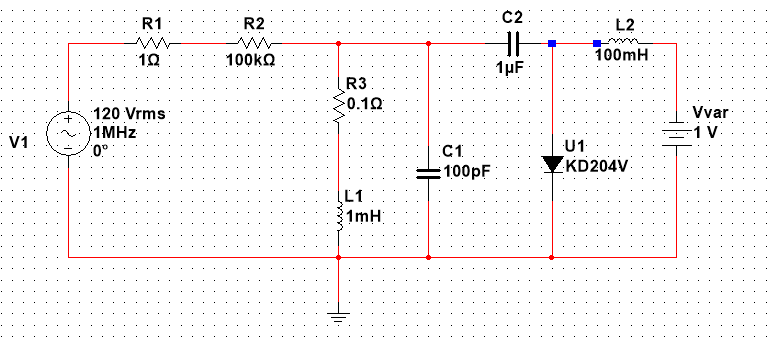 R1
1Ω
R2
100kΩ
V1
120 Vrms
1MHz
0°
R3
0.1Ω
L1
1mH
C1
100pF
C2
1µF
U1
KD204V
L2
100mH
Vvar
1 V